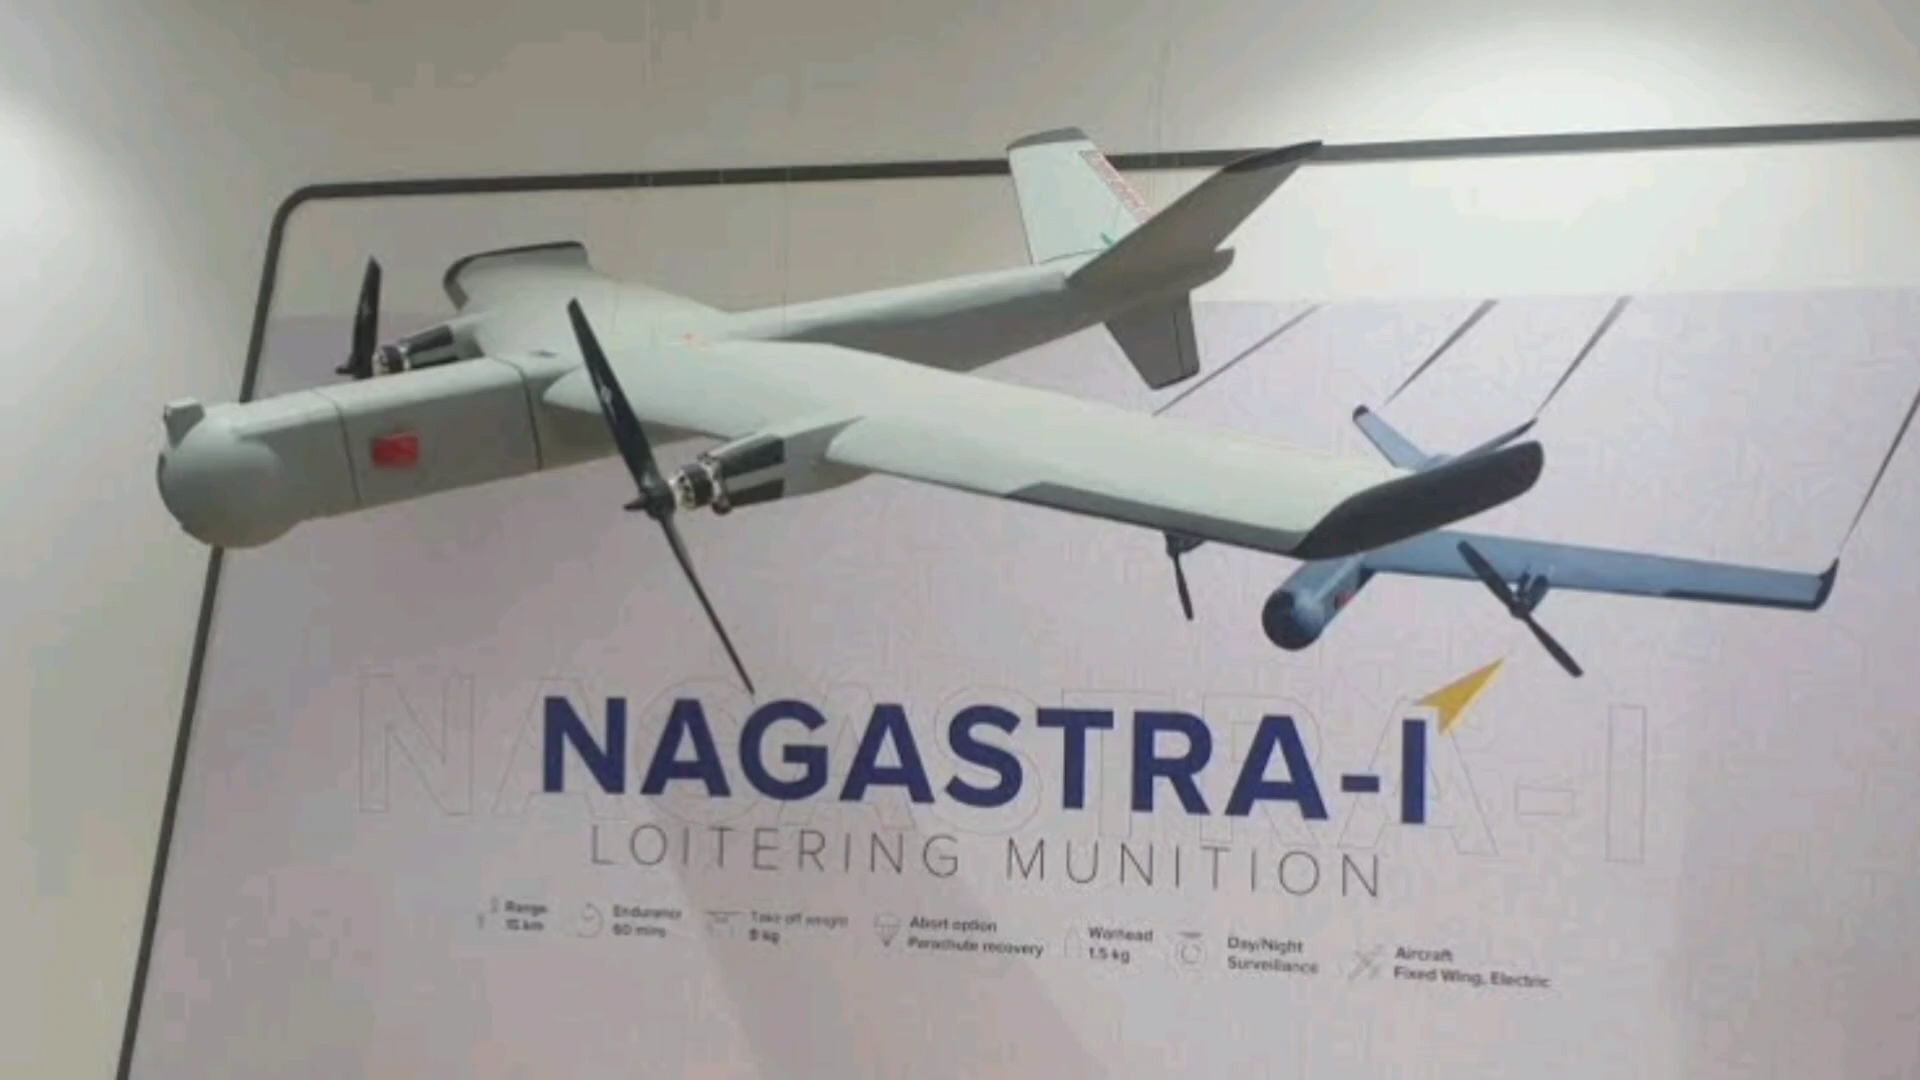 NAGASTRA-I
LOITERING MUNITION
Range
15 km
Endurance
60 mins
Take off weight
9 kg
Abort option
Parachute recovery
Warhead
1.5 kg
Day/Night
Surveillance
Aircraft
Fixed Wing, Electric